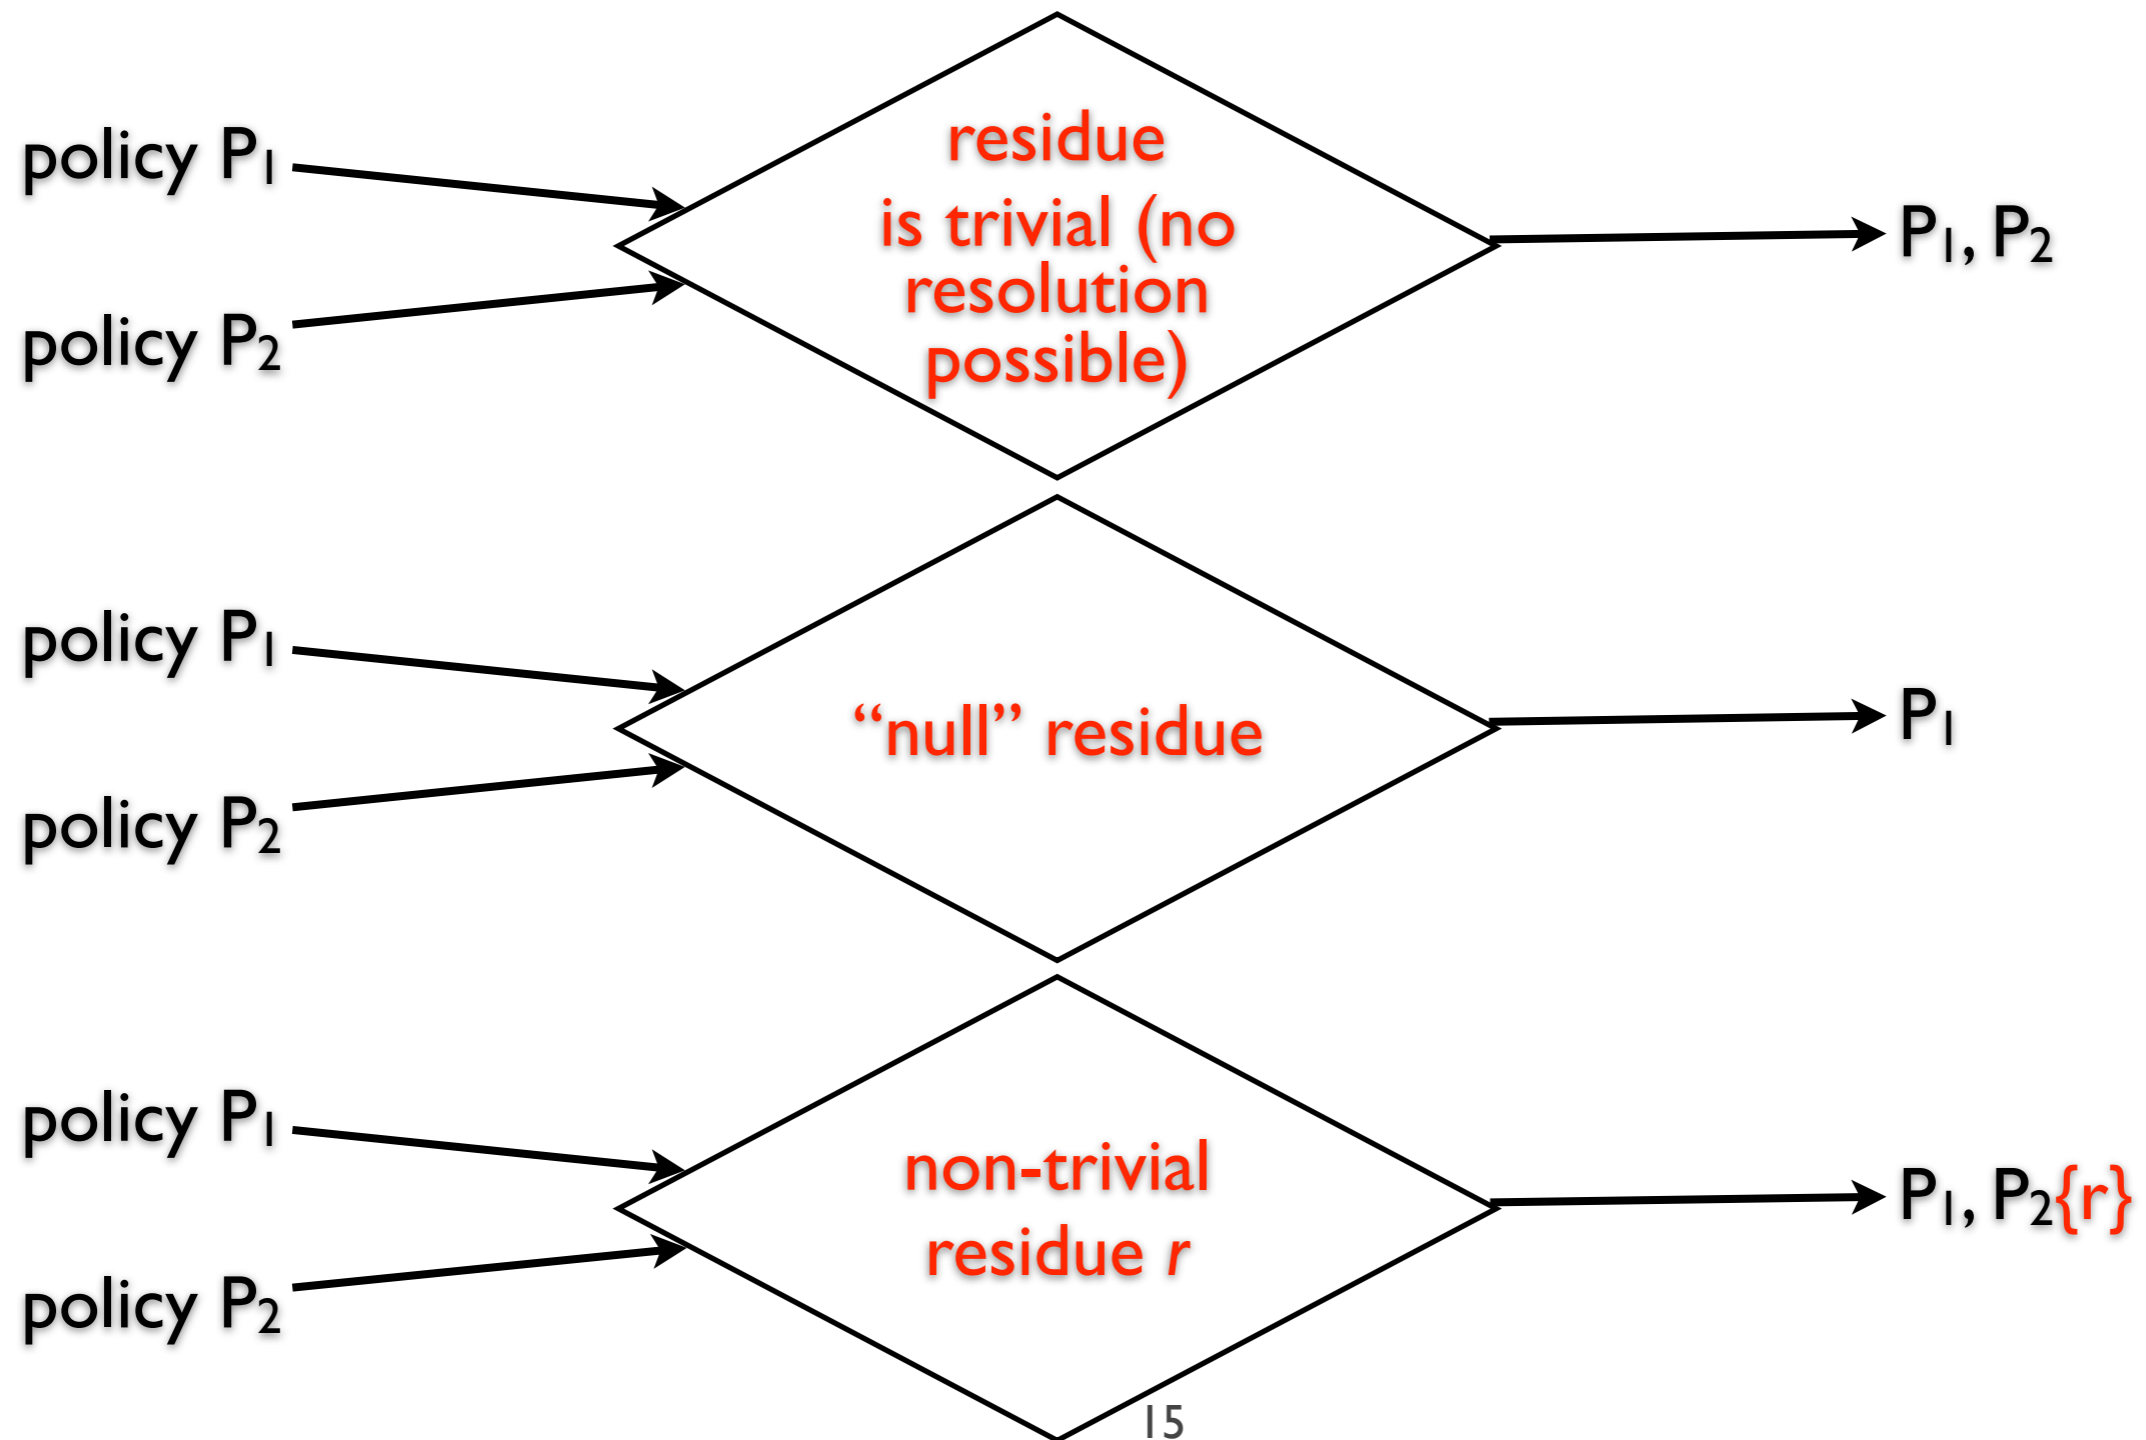 policy P1
policy P2
residue
is trivial (no
resolution
possible)
P1, P2
policy P1
policy P2
“null” residue
P1
policy P1
policy P2
non-trivial
residue r
P1, P2{r}
15